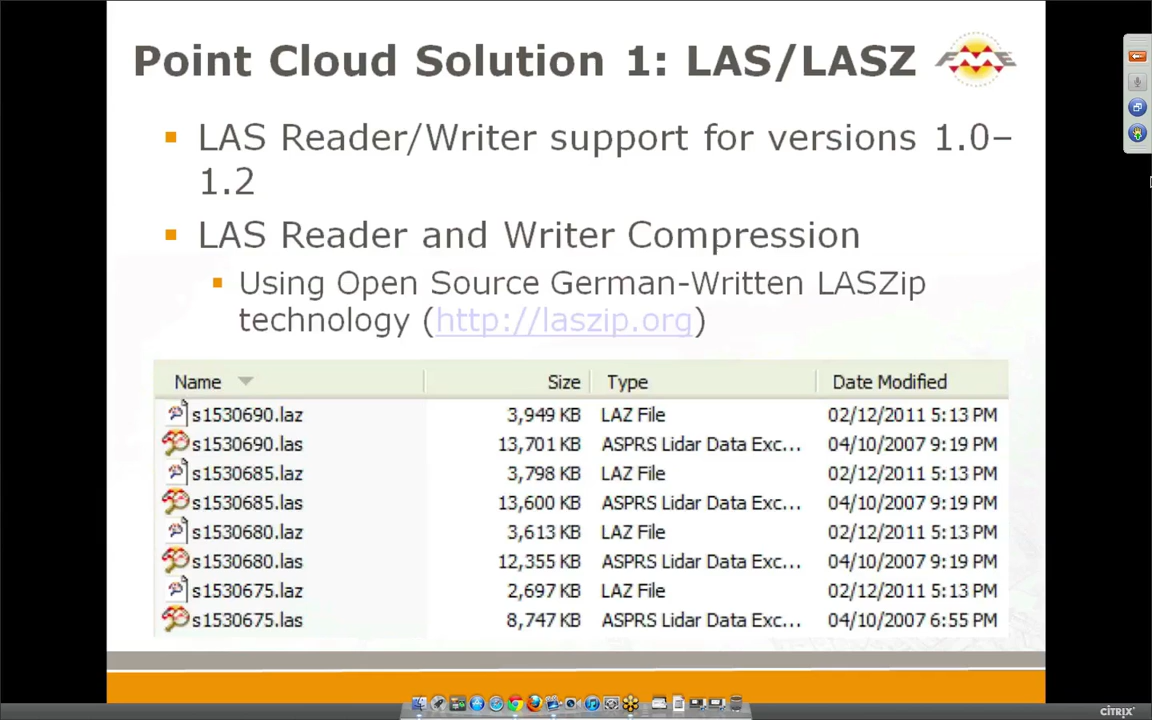 Point Cloud Solution 1: LAS/LASZ
FME
LAS Reader/Writer support for versions 1.0–
1.2
LAS Reader and Writer Compression
Using Open Source German-Written LASZip
technology (http://laszip.org)
Name Size Type Date Modified
s1530690.laz 3,949 KB LAZ File 02/12/2011 5:13 PM
s1530690.las 13,701 KB ASPRS Lidar Data Exc... 04/10/2007 9:19 PM
s1530685.laz 3,798 KB LAZ File 02/12/2011 5:13 PM
s1530685.las 13,600 KB ASPRS Lidar Data Exc... 04/10/2007 9:19 PM
s1530680.laz 3,613 KB LAZ File 02/12/2011 5:13 PM
s1530680.las 12,355 KB ASPRS Lidar Data Exc... 04/10/2007 9:19 PM
s1530675.laz 2,697 KB LAZ File 02/12/2011 5:13 PM
s1530675.las 8,747 KB ASPRS Lidar Data Exc... 04/10/2007 6:55 PM
CITRIX